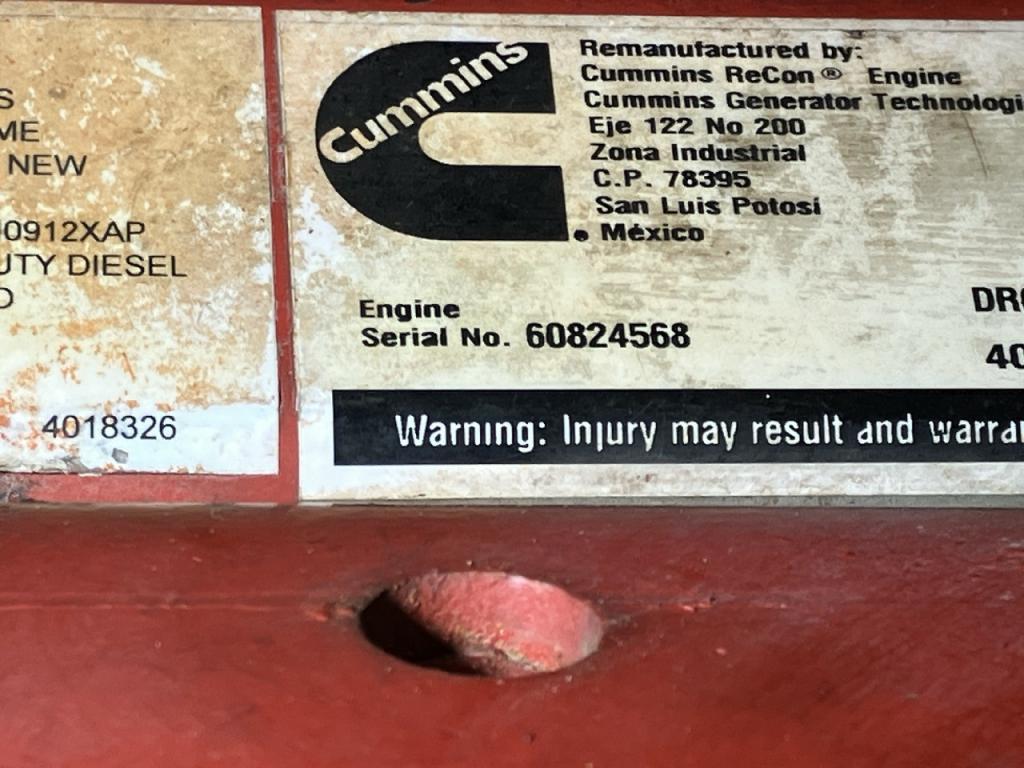 S
ME
NEW
0912XAP
UTY DIESEL
4018326
Cummins
Remanufactured by:
Cummins ReCon® Engine
Cummins Generator Technologi
Eje 122 No 200
Zona Industrial
C.P. 78395
San Luis Potosí
México
Engine
Serial No. 60824568
DR
40
Warning: Injury may result and warra